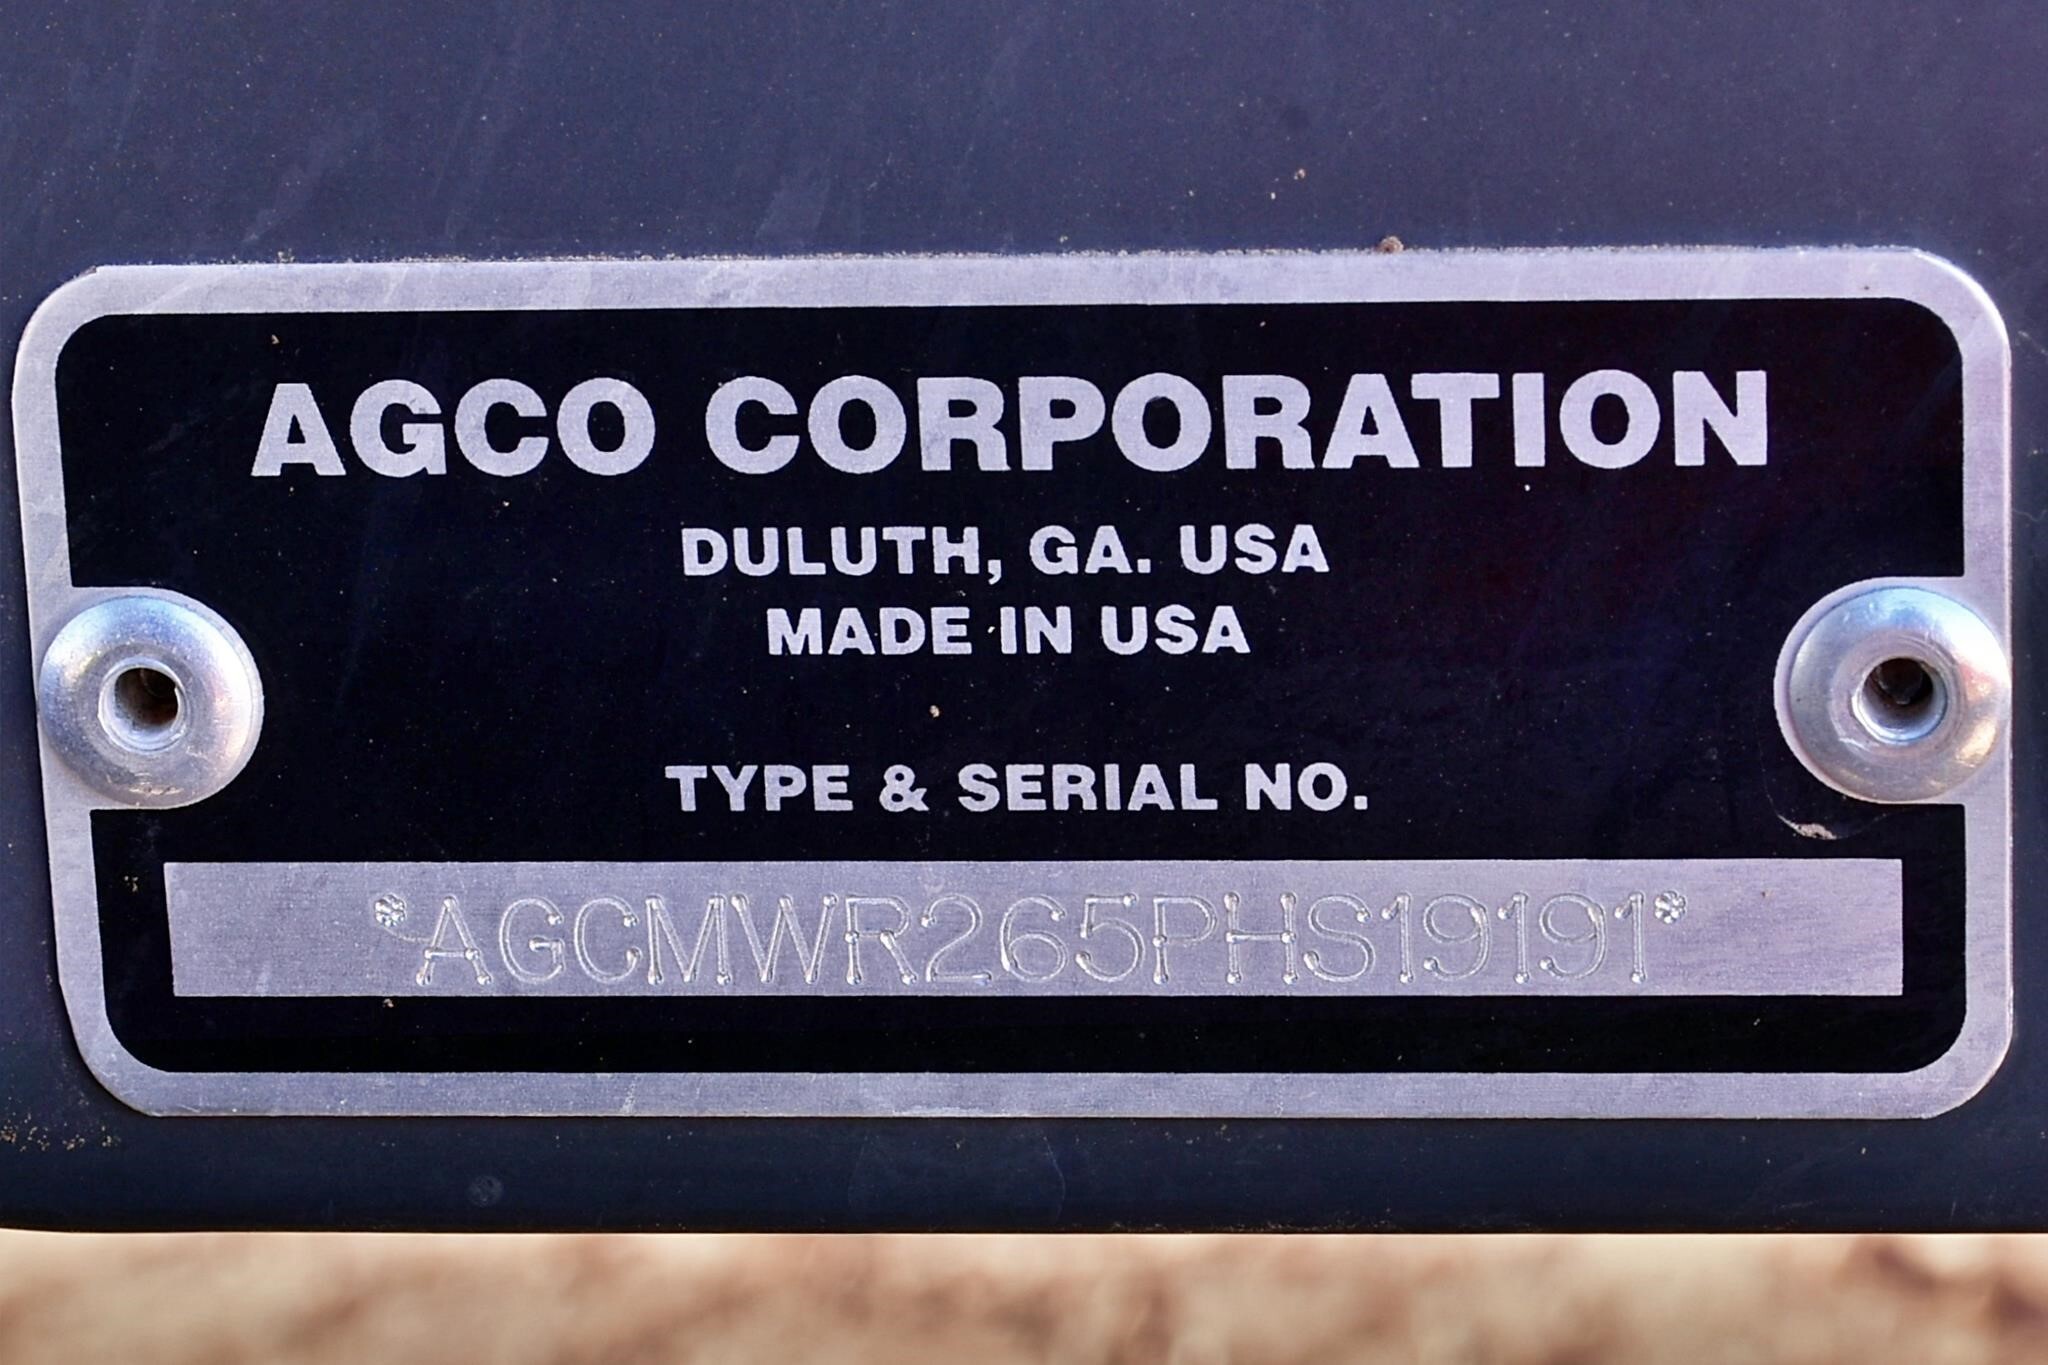 AGCO CORPORATION
DULUTH, GA. USA
MADE IN USA
TYPE & SERIAL NO.
*AGCMWR265PHS19191*